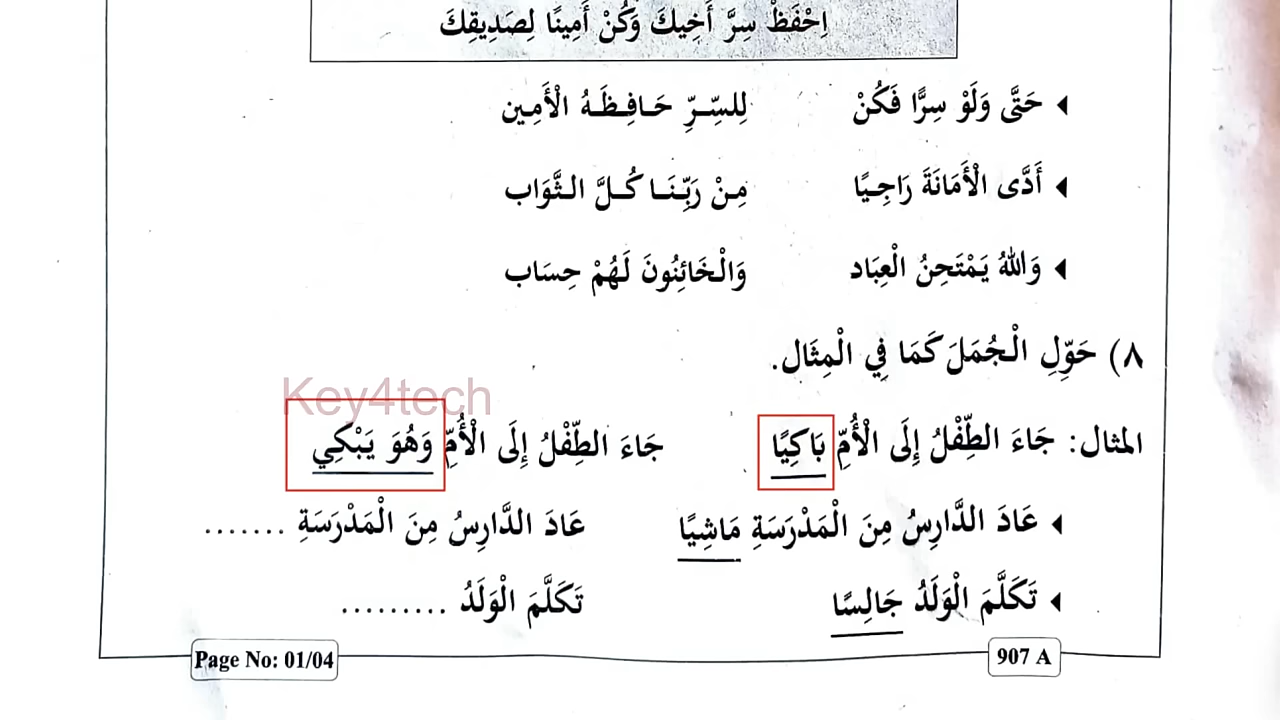 اِحْفَظْ سِرَّ أَخِيكَ وَكُنْ أَمِينًا لِصَدِيقِكَ
حَتَّى وَلَوْ سِرًّا فَكُنْ لِلسِّرِّ حَافِظَهُ الْأَمِين
أَدَّى الْأَمَانَةَ رَاجِيًا مِنْ رَبِّنَا كُلَّ الثَّوَاب
وَاللهُ يَمْتَحِنُ الْعِبَاد وَالْخَائِنُونَ لَهُمْ حِسَاب
٨) حَوِّلِ الْجُمَلَ كَمَا فِي الْمِثَال.
Key4tech
المثال: جَاءَ الطِّفْلُ إِلَى الْأُمِّ بَاكِيًا جَاءَ الطِّفْلُ إِلَى الْأُمِّ وَهُوَ يَبْكِي
عَادَ الدَّارِسُ مِنَ الْمَدْرَسَةِ مَاشِيًا عَادَ الدَّارِسُ مِنَ الْمَدْرَسَةِ .......
تَكَلَّمَ الْوَلَدُ جَالِسًا تَكَلَّمَ الْوَلَدُ .........
Page No: 01/04 907 A